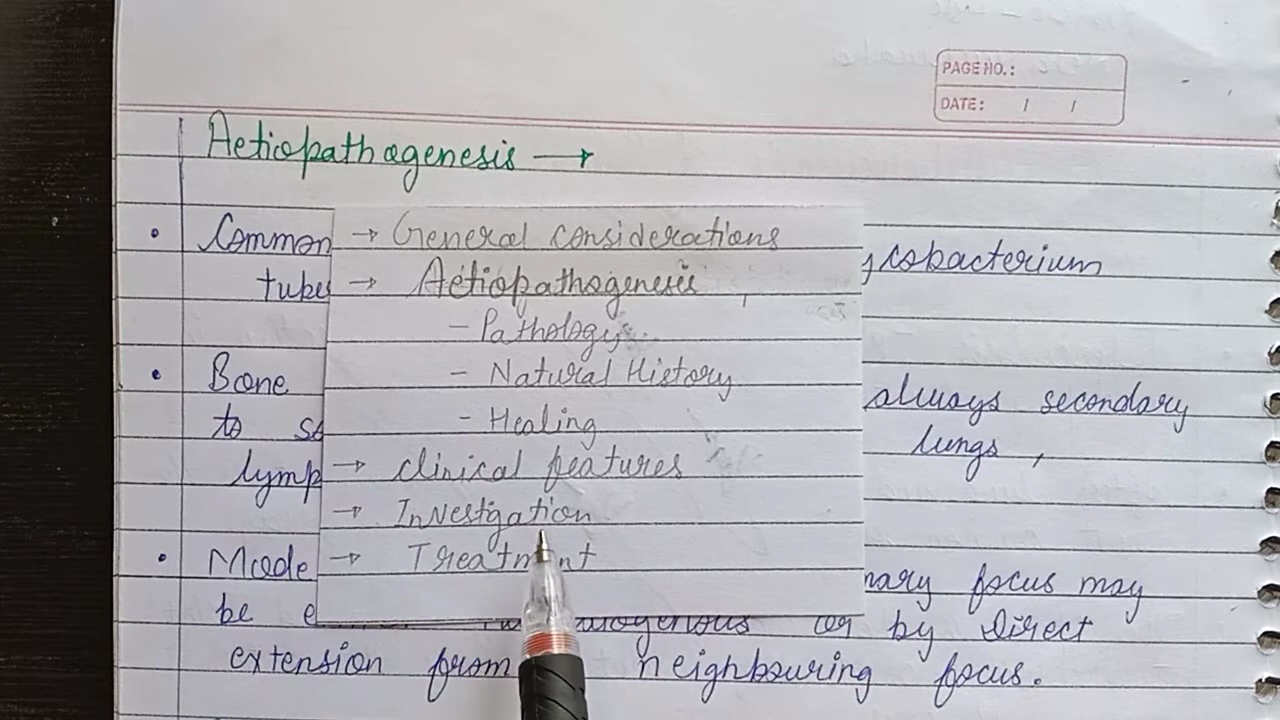 PAGE NO.:
DATE: / /
Aetiopathogenesis →
• Common
tube
ycobacterium
• Bone
always secondary
to
lungs,
lymp
• Mode
nary focus may
be or by direct
extension from neighbouring focus.
→ General considerations
→ Aetiopathogenesis
- Pathology
- Natural History
- Healing
→ Clinical features
→ Investigation
→ Treatment